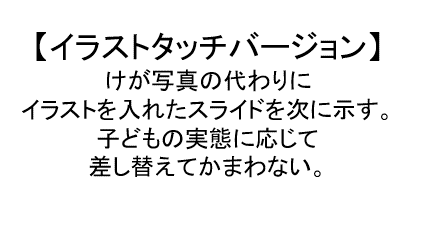 【イラストタッチバージョン】
けが写真の代わりに
イラストを入れたスライドを次に示す。
子どもの実態に応じて
差し替えてかまわない。